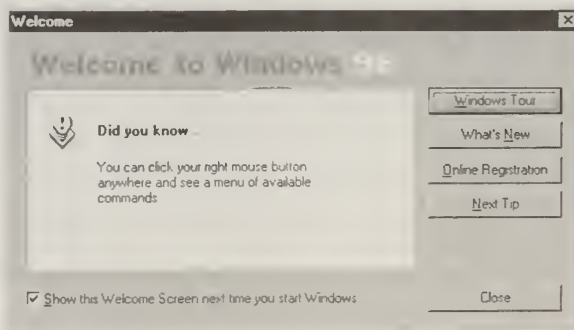 Welcome
Welcome to Windows 95
Did you know...
You can click your right mouse button
anywhere and see a menu of available
commands
Windows Tour
What's New
Online Registration
Next Tip
Show this Welcome Screen next time you start Windows
Close